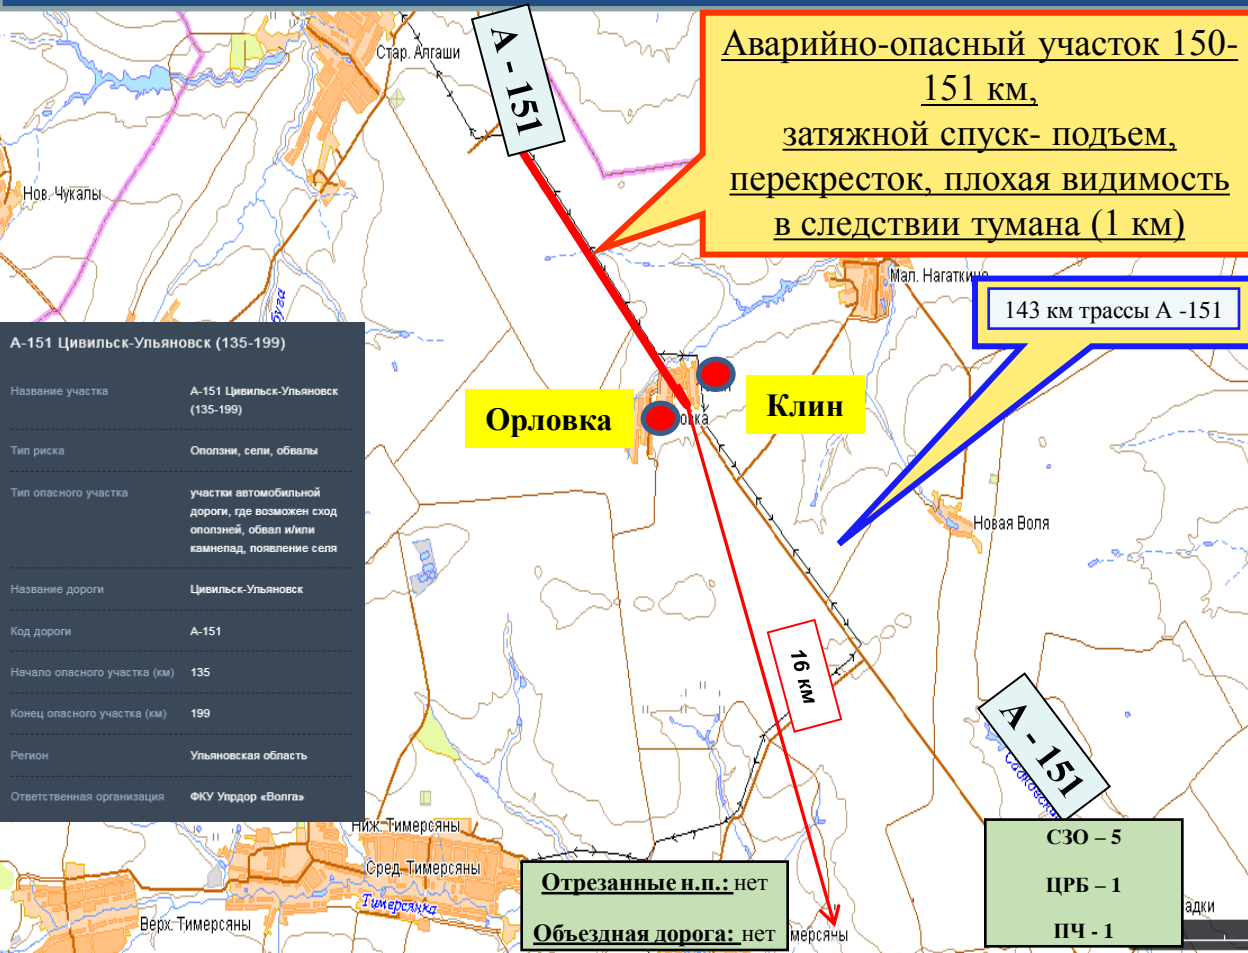 Аварийно-опасный участок 150-
151 км,
затяжной спуск- подъем,
перекресток, плохая видимость
в следствии тумана (1 км)
А - 151
Стар. Алгаши
Нов. Чукалы
Мал. Нагаткино
143 км трассы А -151
А-151 Цивильск-Ульяновск (135-199)
Название участка А-151 Цивильск-Ульяновск
(135-199)
Тип риска Оползни, сели, обвалы
Тип опасного участка участки автомобильной
дороги, где возможен сход
оползней, обвал и/или
камнепад, появление селя
Название дороги Цивильск-Ульяновск
Код дороги А-151
Начало опасного участка (км) 135
Конец опасного участка (км) 199
Регион Ульяновская область
Ответственная организация ФКУ Упрдор «Волга»
Орловка
Клин
Новая Воля
16 км
А - 151
Ниж. Тимерсяны
Сред. Тимерсяны
Тимерсянка
Верх. Тимерсяны
Отрезанные н.п.: нет
Объездная дорога: нет
мерсяны
СЗО – 5
ЦРБ – 1
ПЧ - 1
адки